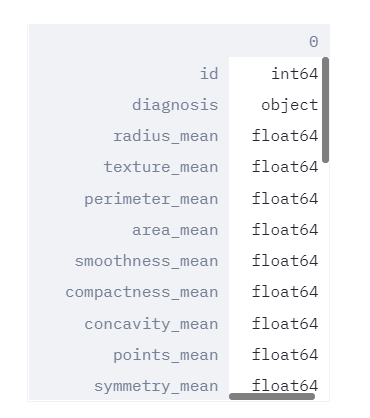 0
id int64
diagnosis object
radius_mean float64
texture_mean float64
perimeter_mean float64
area_mean float64
smoothness_mean float64
compactness_mean float64
concavity_mean float64
points_mean float64
symmetry_mean float64